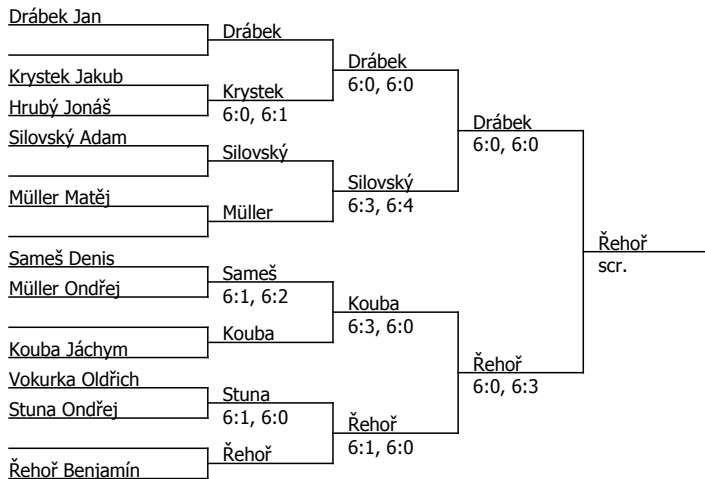 Drábek Jan
Drábek
Drábek
6:0, 6:0
Krystek Jakub
Krystek
6:0, 6:1
Hrubý Jonáš
Drábek
6:0, 6:0
Silovský Adam
Silovský
Silovský
6:3, 6:4
Müller Matěj
Müller
Řehoř
scr.
Sameš Denis
Sameš
6:1, 6:2
Müller Ondřej
Kouba
6:3, 6:0
Kouba
Kouba Jáchym
Řehoř
6:0, 6:3
Vokurka Oldřich
Stuna
6:1, 6:0
Stuna Ondřej
Řehoř
6:1, 6:0
Řehoř
Řehoř Benjamín